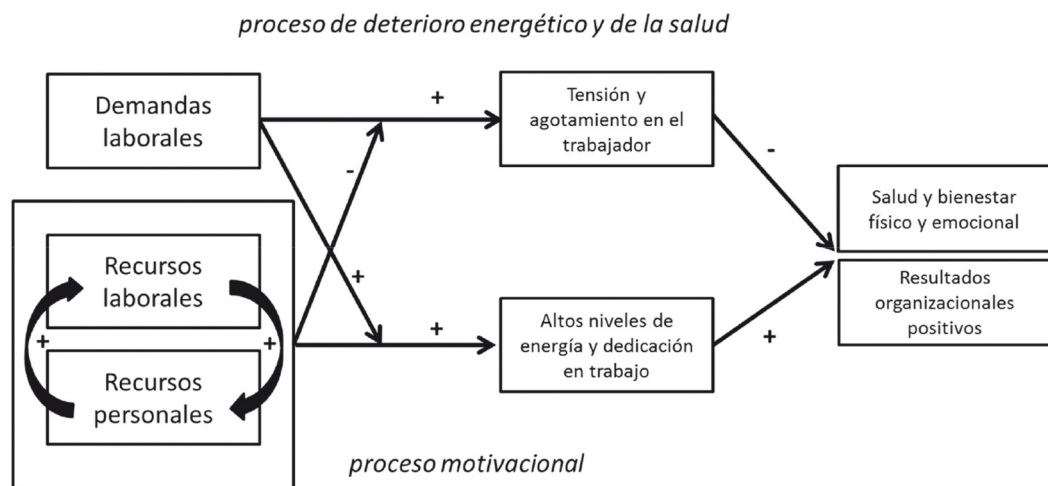 proceso de deterioro energético y de la salud
Demandas
laborales
+
Tensión y
agotamiento en el
trabajador
-
-
Salud y bienestar
físico y emocional
Recursos
laborales
+
+
+
Recursos
personales
+
Altos niveles de
energía y dedicación
en trabajo
+
Resultados
organizacionales
positivos
proceso motivacional